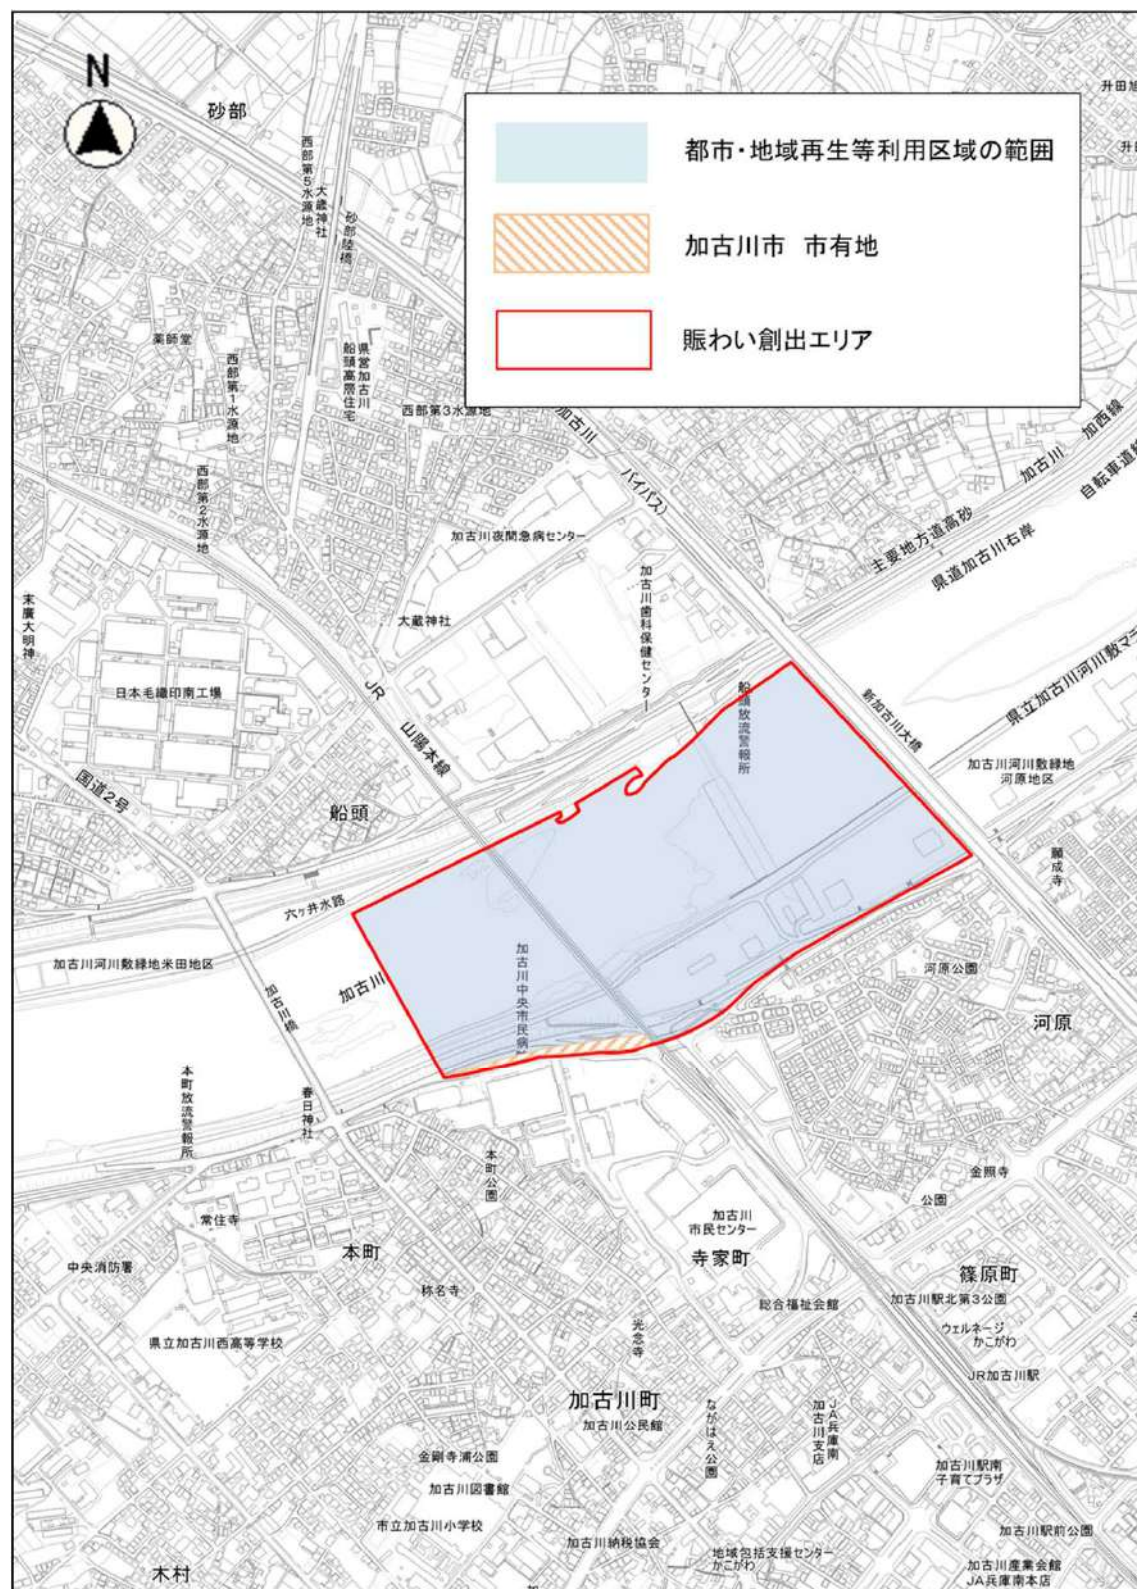 N
都市・地域再生等利用区域の範囲
加古川市 市有地
賑わい創出エリア
砂部
升田旭
升田
西部第5水源地
大歳神社
砂部陸橋
薬師堂
西部第1水源地
県営加古川
船頭高層住宅
西部第3水源地
西部第2水源地
加古川
バイパス)
加古川
加西線
自転車道線
主要地方道高砂
県道加古川右岸
加古川夜間急病センター
加古川歯科保健センター
末廣大明神
大蔵神社
日本毛織印南工場
JR
山陽本線
船頭放流警報所
新加古川大橋
県立加古川河川敷マラ
加古川河川敷緑地
河原地区
国道2号
船頭
願成寺
六ヶ井水路
加古川河川敷緑地米田地区
加古川
加古川橋
加古川中央市民病
河原公園
河原
本町放流警報所
春日神社
本町公園
金照寺
公園
常住寺
加古川
市民センター
本町
寺家町
中央消防署
篠原町
称名寺
総合福祉会館
加古川駅北第3公園
光念寺
ウェルネージ
かこがわ
県立加古川西高等学校
JR加古川駅
加古川町
加古川公民館
ながはえ公園
JA兵庫南
加古川支店
金剛寺浦公園
加古川駅南
子育てプラザ
加古川図書館
市立加古川小学校
加古川納税協会
加古川駅前公園
地域包括支援センター
かこがわ
木村
加古川産業会館
JA兵庫南本店